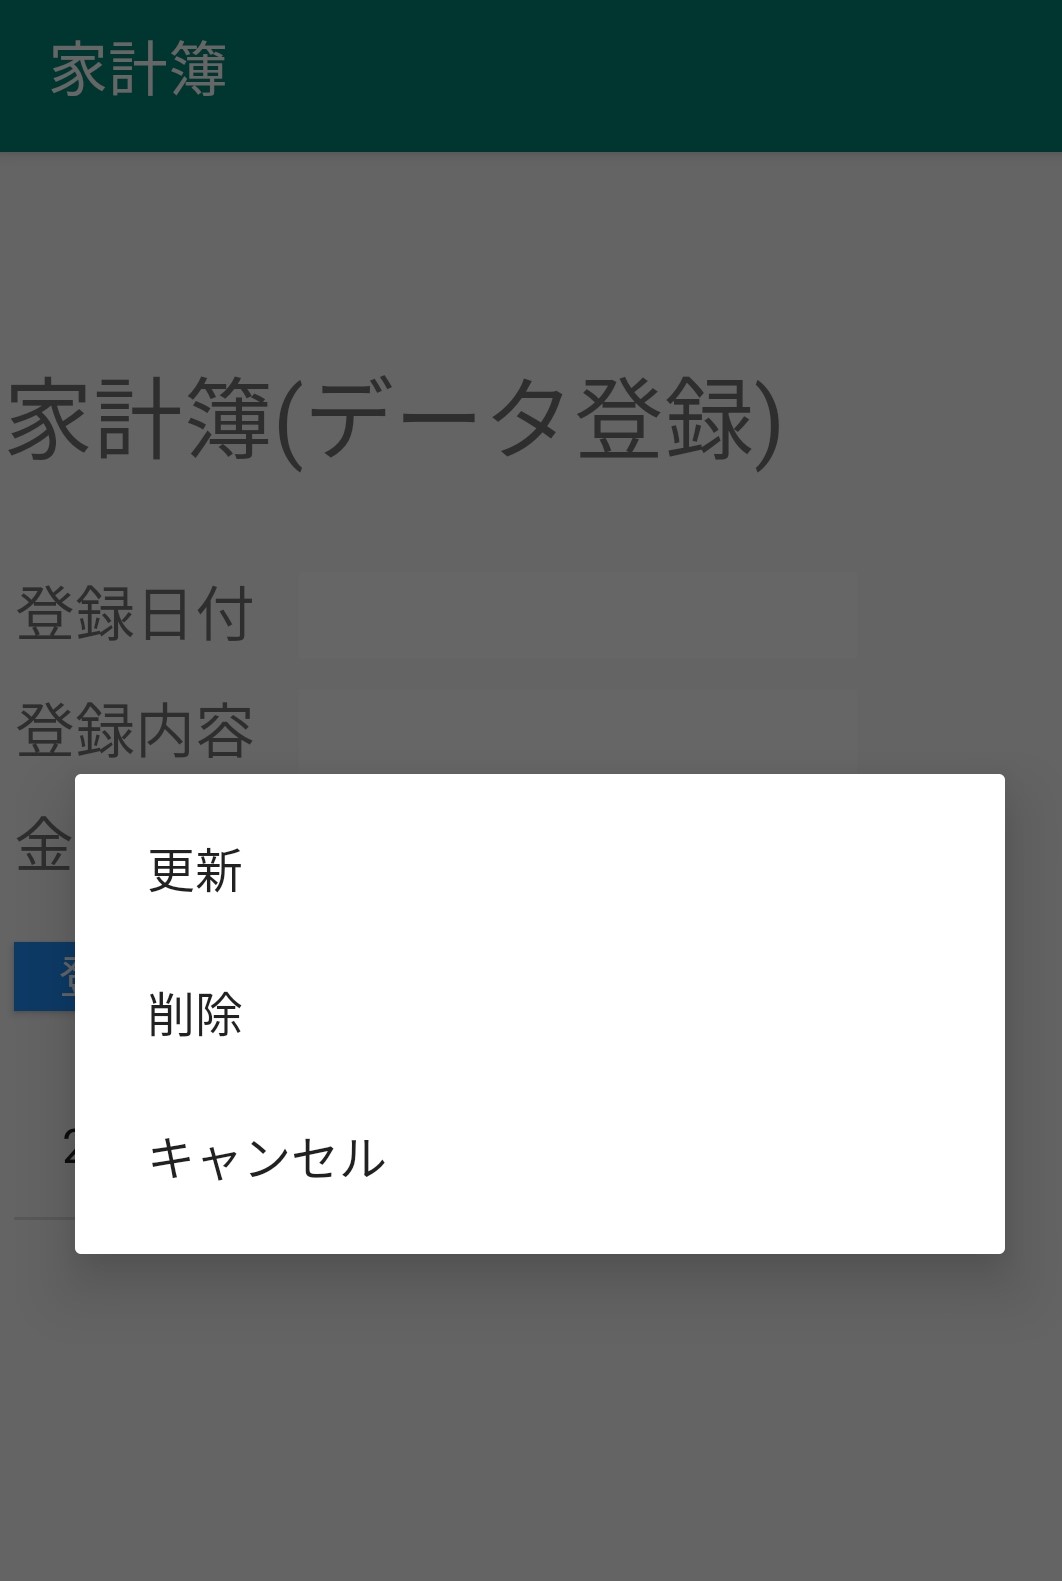 家計簿
家計簿(データ登録)
登録日付
登録内容
金
更新
削除
キャンセル